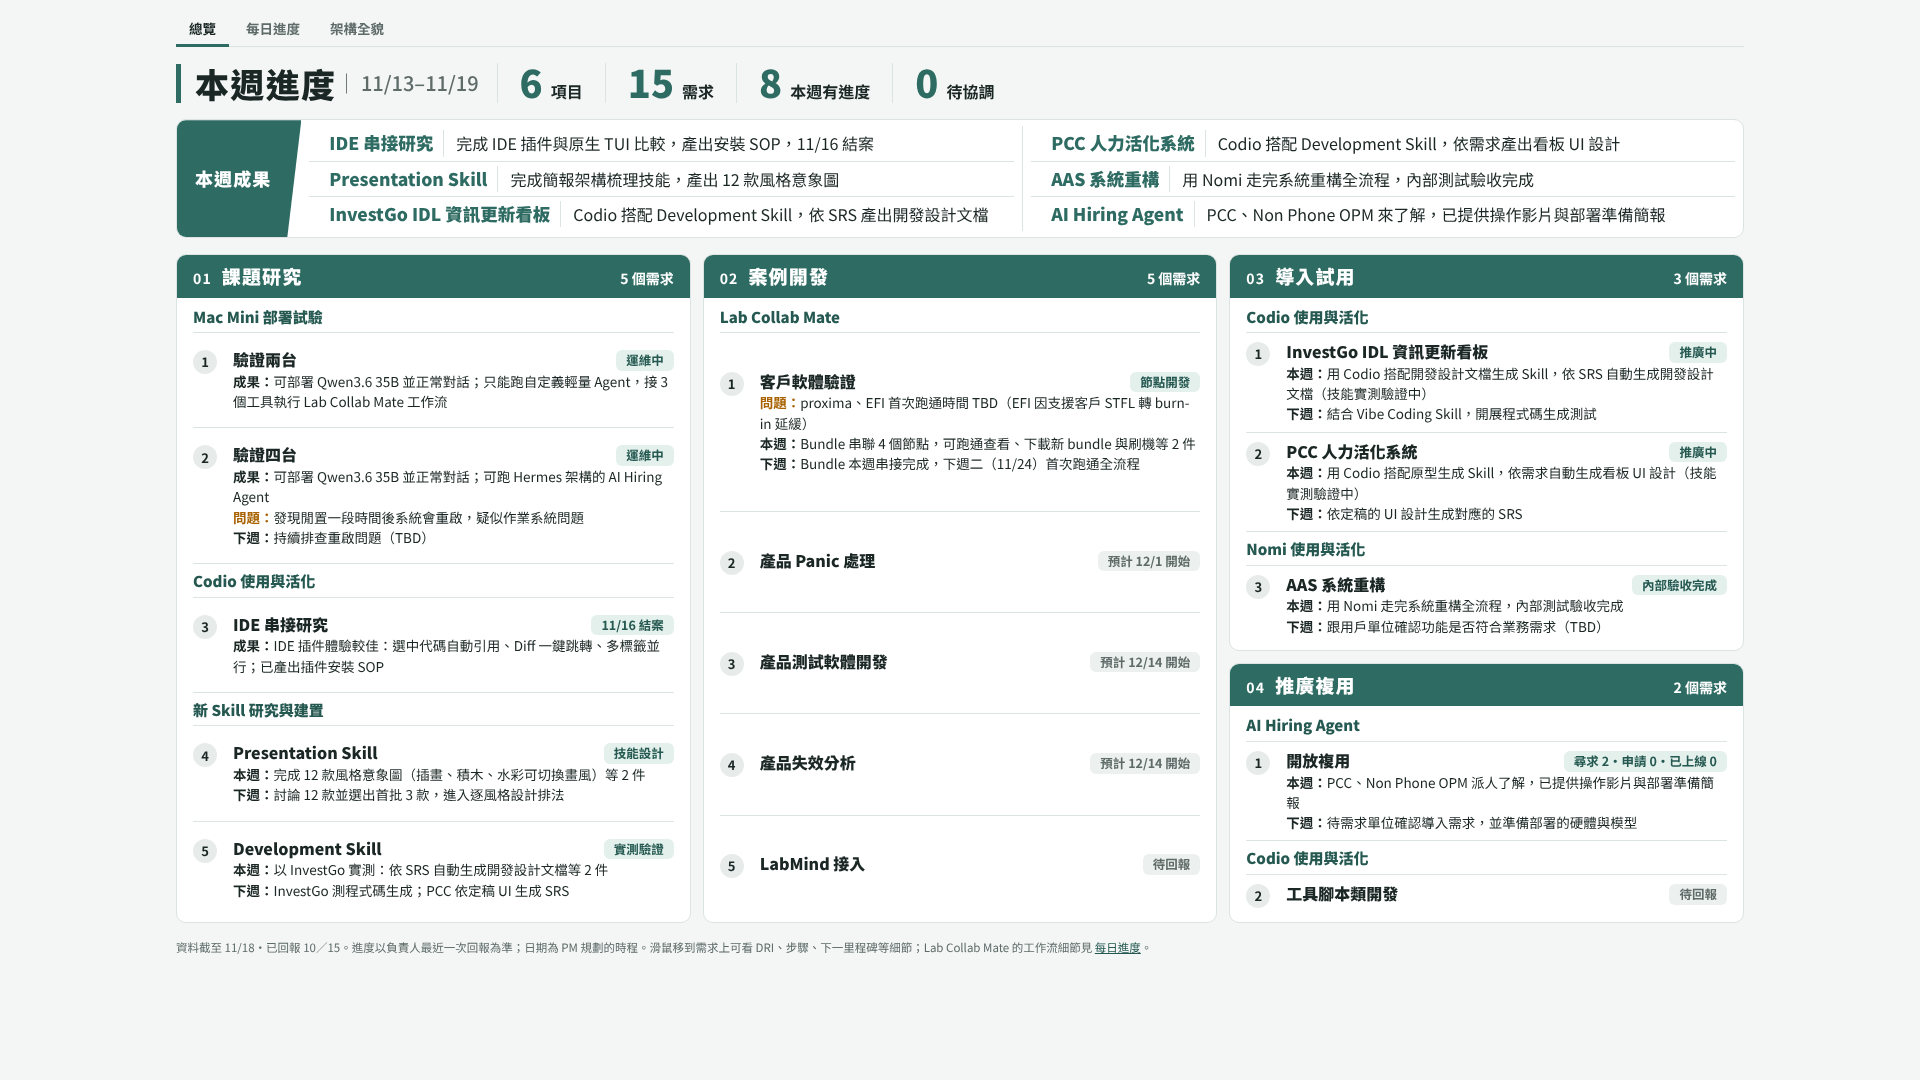 總覽 每日進度 架構全貌
本週進度 11/13–11/19 6 項目 15 需求 8 本週有進度 0 待協調
本週成果
IDE 串接研究 完成 IDE 插件與原生 TUI 比較，產出安裝 SOP，11/16 結案
Presentation Skill 完成簡報架構梳理技能，產出 12 款風格意象圖
InvestGo IDL 資訊更新看板 Codio 搭配 Development Skill，依 SRS 產出開發設計文檔
PCC 人力活化系統 Codio 搭配 Development Skill，依需求產出看板 UI 設計
AAS 系統重構 用 Nomi 走完系統重構全流程，內部測試驗收完成
AI Hiring Agent PCC、Non Phone OPM 來了解，已提供操作影片與部署準備簡報
01 課題研究 5 個需求
Mac Mini 部署試驗
1 驗證兩台 運維中
成果：可部署 Qwen3.6 35B 並正常對話；只能跑自定義輕量 Agent，接 3
個工具執行 Lab Collab Mate 工作流
2 驗證四台 運維中
成果：可部署 Qwen3.6 35B 並正常對話；可跑 Hermes 架構的 AI Hiring
Agent
問題：發現閒置一段時間後系統會重啟，疑似作業系統問題
下週：持續排查重啟問題（TBD）
Codio 使用與活化
3 IDE 串接研究 11/16 結案
成果：IDE 插件體驗較佳：選中代碼自動引用、Diff 一鍵跳轉、多標籤並
行；已產出插件安裝 SOP
新 Skill 研究與建置
4 Presentation Skill 技能設計
本週：完成 12 款風格意象圖（插畫、積木、水彩可切換畫風）等 2 件
下週：討論 12 款並選出首批 3 款，進入逐風格設計排法
5 Development Skill 實測驗證
本週：以 InvestGo 實測：依 SRS 自動生成開發設計文檔等 2 件
下週：InvestGo 測程式碼生成；PCC 依定稿 UI 生成 SRS
02 案例開發 5 個需求
Lab Collab Mate
1 客戶軟體驗證 節點開發
問題：proxima、EFI 首次跑通時間 TBD（EFI 因支援客戶 STFL 轉 burn-
in 延緩）
本週：Bundle 串聯 4 個節點，可跑通查看、下載新 bundle 與刷機等 2 件
下週：Bundle 本週串接完成，下週二（11/24）首次跑通全流程
2 產品 Panic 處理 預計 12/1 開始
3 產品測試軟體開發 預計 12/14 開始
4 產品失效分析 預計 12/14 開始
5 LabMind 接入 待回報
03 導入試用 3 個需求
Codio 使用與活化
1 InvestGo IDL 資訊更新看板 推廣中
本週：用 Codio 搭配開發設計文檔生成 Skill，依 SRS 自動生成開發設計
文檔（技能實測驗證中）
下週：結合 Vibe Coding Skill，開展程式碼生成測試
2 PCC 人力活化系統 推廣中
本週：用 Codio 搭配原型生成 Skill，依需求自動生成看板 UI 設計（技能
實測驗證中）
下週：依定稿的 UI 設計生成對應的 SRS
Nomi 使用與活化
3 AAS 系統重構 內部驗收完成
本週：用 Nomi 走完系統重構全流程，內部測試驗收完成
下週：跟用戶單位確認功能是否符合業務需求（TBD）
04 推廣複用 2 個需求
AI Hiring Agent
1 開放複用 尋求 2・申請 0・已上線 0
本週：PCC、Non Phone OPM 派人了解，已提供操作影片與部署準備簡
報
下週：待需求單位確認導入需求，並準備部署的硬體與模型
Codio 使用與活化
2 工具腳本類開發 待回報
資料截至 11/18・已回報 10／15。進度以負責人最近一次回報為準；日期為 PM 規劃的時程。滑鼠移到需求上可看 DRI、步驟、下一里程碑等細節；Lab Collab Mate 的工作流細節見 每日進度。